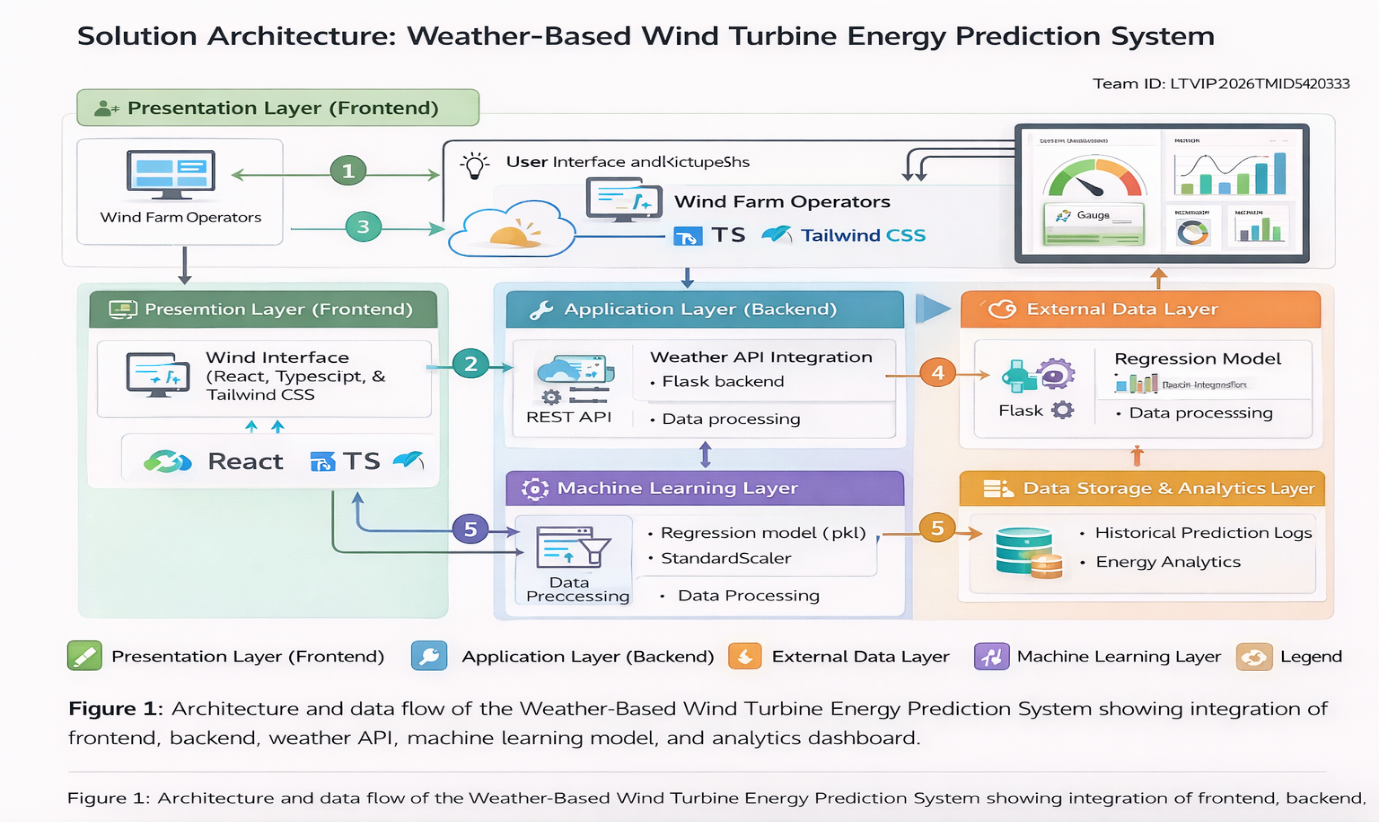 Solution Architecture: Weather-Based Wind Turbine Energy Prediction System
Team ID: LTVIP2026TMID5420333
Presentation Layer (Frontend)
Wind Farm Operators
1
3
User Interface andKictupeShs
Wind Farm Operators
TS Tailwind CSS
Gaugs
Presemtion Layer (Frontend)
Wind Interface
(React, Typescipt, &
Tailwind CSS
React TS
2
Application Layer (Backend)
REST API
Weather API Integration
• Flask backend
• Data processing
4
External Data Layer
Flask
Regression Model
• Data processsing
5
Machine Learning Layer
Data
Preccessing
• Regression model (pkl)
• StandardScaler
• Data Processing
5
Data Storage & Analytics Layer
• Historical Prediction Logs
• Energy Analytics
Presentation Layer (Frontend) Application Layer (Backend) External Data Layer Machine Learning Layer Legend
Figure 1: Architecture and data flow of the Weather-Based Wind Turbine Energy Prediction System showing integration of
frontend, backend, weather API, machine learning model, and analytics dashboard.
Figure 1: Architecture and data flow of the Weather-Based Wind Turbine Energy Prediction System showing integration of frontend, backend,